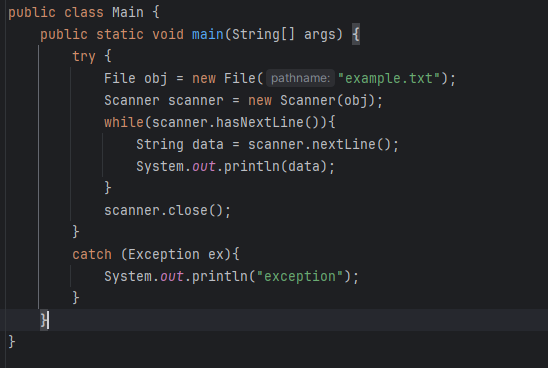 public class Main {
    public static void main(String[] args) {
        try {
            File obj = new File( pathname: "example.txt");
            Scanner scanner = new Scanner(obj);
            while(scanner.hasNextLine()){
                String data = scanner.nextLine();
                System.out.println(data);
            }
            scanner.close();
        }
        catch (Exception ex){
            System.out.println("exception");
        }
    }
}